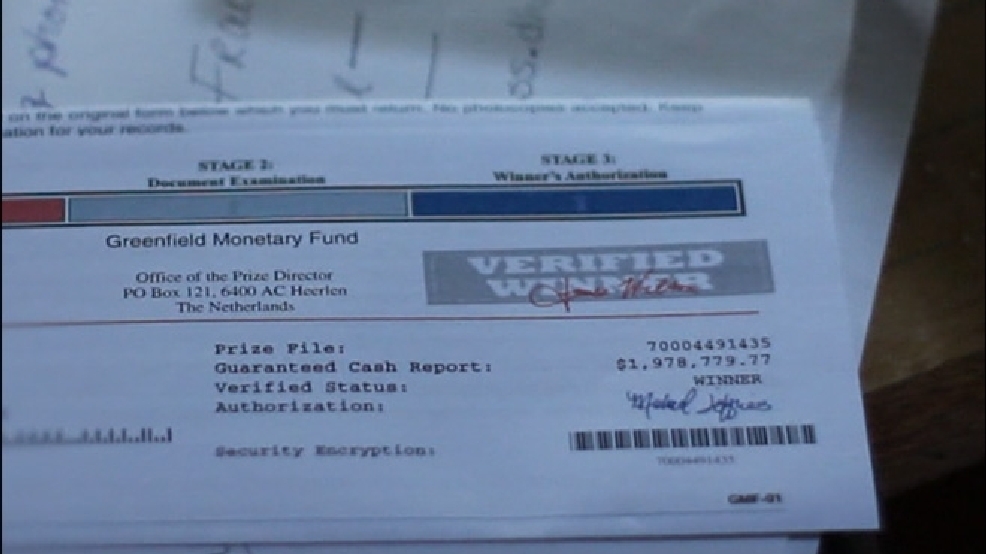 on the original form below which you must return. No photocopies accepted. Keep
ation for your records.
STAGE 2:
Document Examination
STAGE 3:
Winner's Authorization
Greenfield Monetary Fund
Office of the Prize Director
PO Box 121, 6400 AC Heerlen
The Netherlands
VERIFIED
WINNER
Prize File: 70004491435
Guaranteed Cash Report: $1,978,779.77
Verified Status: WINNER
Authorization:
Security Encryption:
70004491435
GMF-01